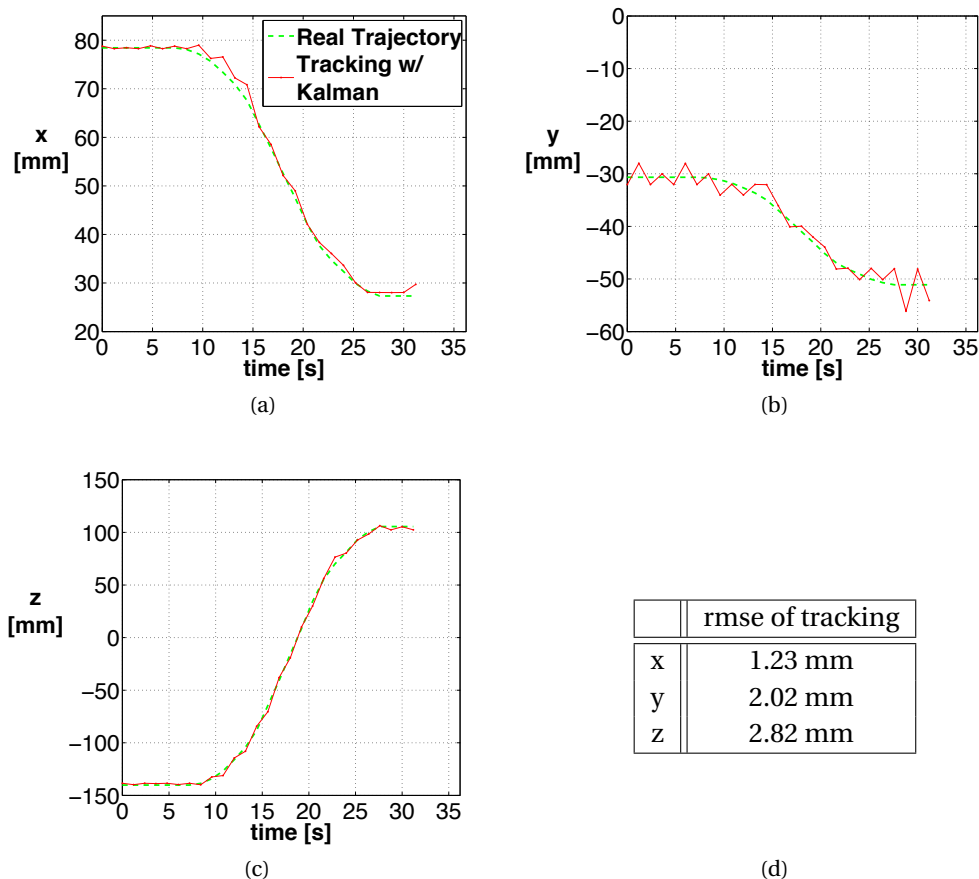 80
70
60
50
40
30
20
x
[mm]
Real Trajectory
Tracking w/
Kalman
0 5 10 15 20 25 30 35
time [s]
(a)
0
−10
−20
−30
−40
−50
−60
y
[mm]
0 5 10 15 20 25 30 35
time [s]
(b)
150
100
50
0
−50
−100
−150
z
[mm]
0 5 10 15 20 25 30 35
time [s]
(c)
rmse of tracking
x 1.23 mm
y 2.02 mm
z 2.82 mm
(d)